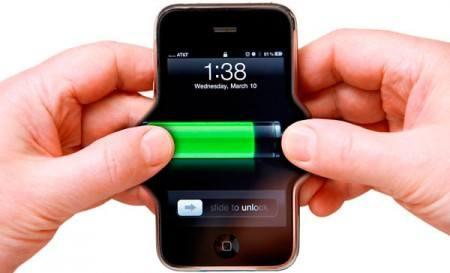 AT&T
1:38
Wednesday, March 10
slide to unlock